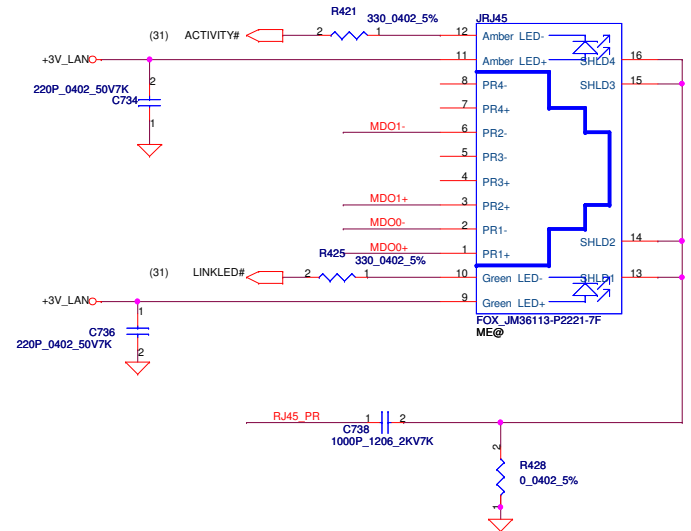 R421
330_0402_5%
JRJ45
(31) ACTIVITY#
2 1 12 Amber LED-
+3V_LAN
11 Amber LED+
SHLD4 16
SHLD3 15
220P_0402_50V7K
C734
2
1
8 PR4-
7 PR4+
MDO1- 6 PR2-
5 PR3-
4 PR3+
MDO1+ 3 PR2+
MDO0- 2 PR1-
MDO0+ 1 PR1+
SHLD2 14
SHLD1 13
R425
330_0402_5%
(31) LINKLED#
2 1 10 Green LED-
+3V_LAN
9 Green LED+
FOX_JM36113-P2221-7F
ME@
1
C736
220P_0402_50V7K
2
RJ45_PR 1 2
C738
1000P_1206_2KV7K
2
R428
0_0402_5%
1